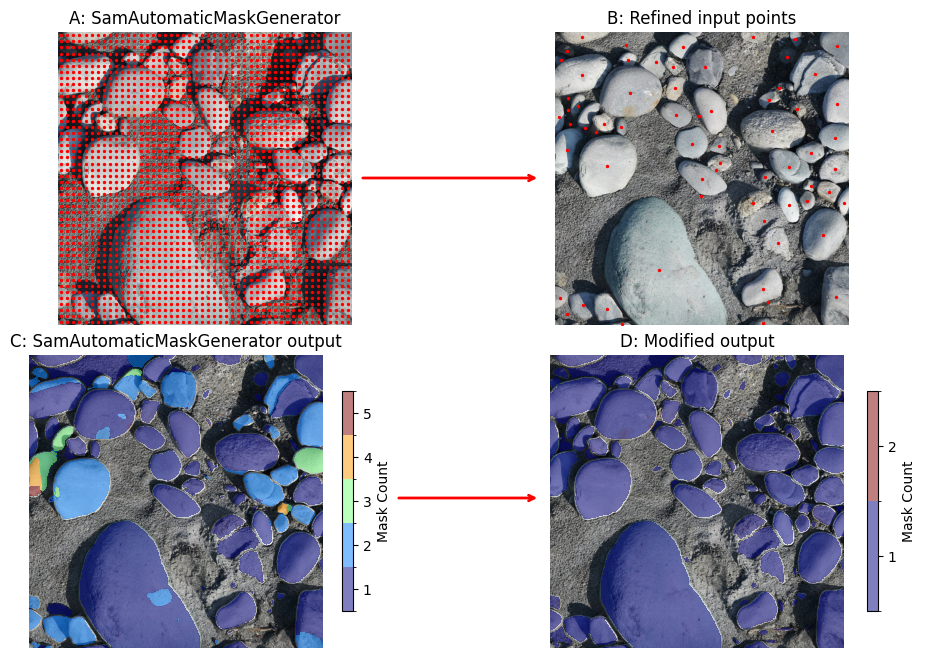 A: SamAutomaticMaskGenerator
B: Refined input points
C: SamAutomaticMaskGenerator output
5
4
3
2
1
Mask Count
D: Modified output
2
1
Mask Count